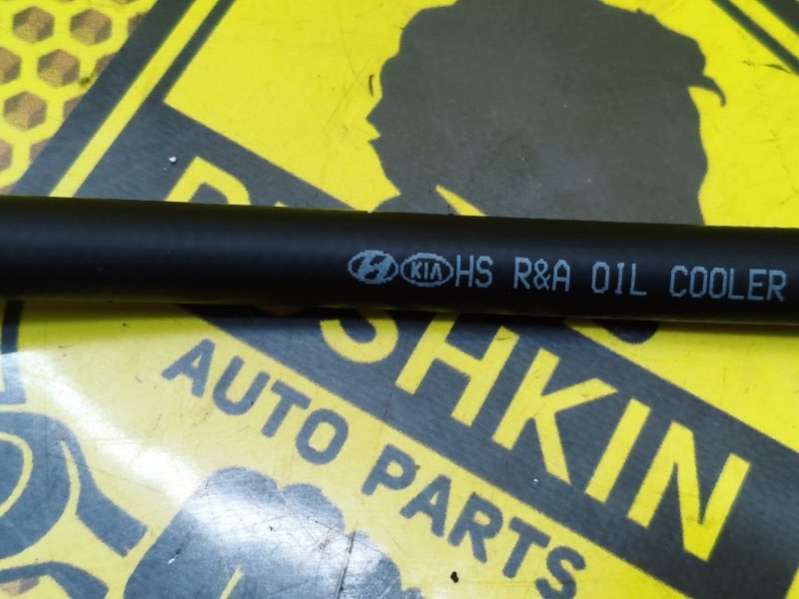 KIA HS R&A OIL COOLER
SHKIN
AUTO PARTS